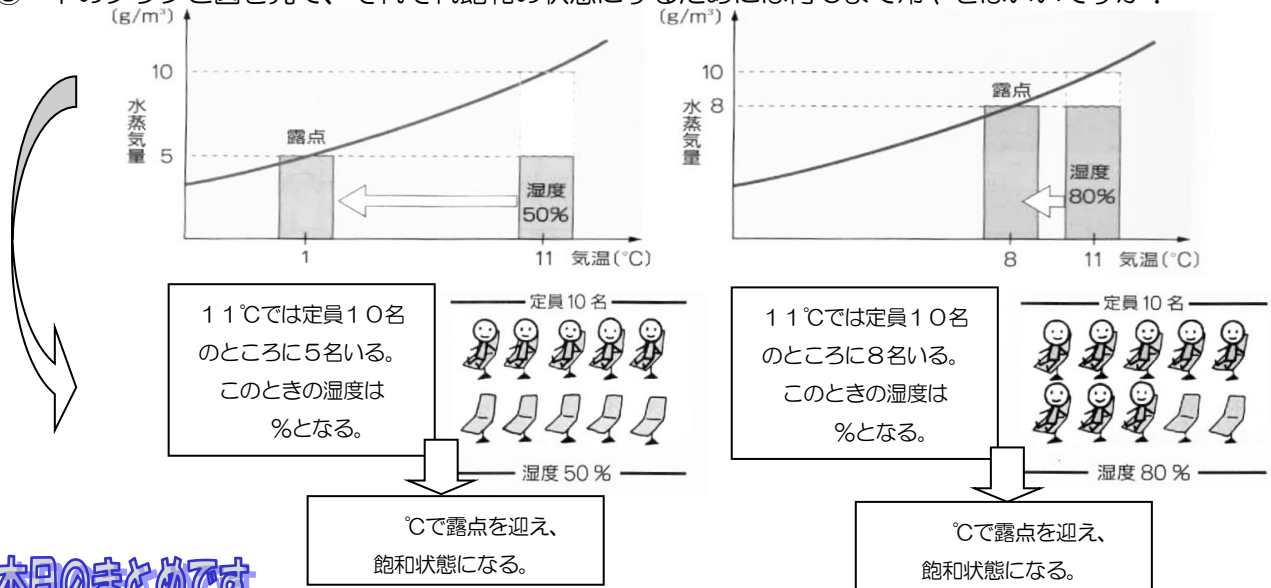 下のグラフと図を見て、それぞれ飽和の状態にするためには何℃まで冷やせばいいですか？
(g/m³)
10
水蒸気量
5
露点
湿度
50%
1
11
気温(℃)
(g/m³)
10
8
水蒸気量
露点
湿度
80%
8
11
気温(℃)
１１℃では定員１０名
のところに５名いる。
このときの湿度は
％となる。
定員10名
湿度50%
℃で露点を迎え、
飽和状態になる。
１１℃では定員１０名
のところに８名いる。
このときの湿度は
％となる。
定員10名
湿度80%
℃で露点を迎え、
飽和状態になる。
本日のまとめです